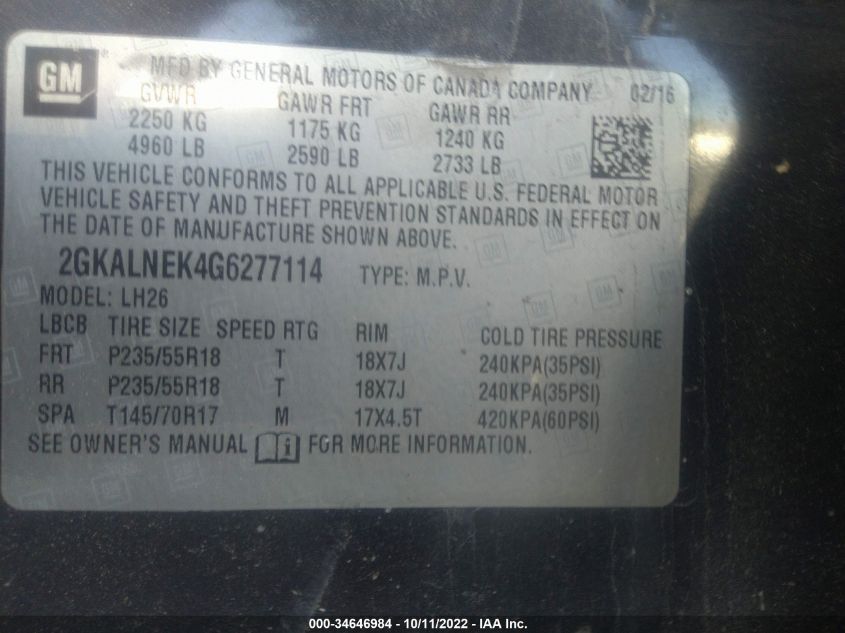 GM
MFD BY GENERAL MOTORS OF CANADA COMPANY 02/16
GVWR GAWR FRT GAWR RR
2250 KG 1175 KG 1240 KG
4960 LB 2590 LB 2733 LB
THIS VEHICLE CONFORMS TO ALL APPLICABLE U.S. FEDERAL MOTOR
VEHICLE SAFETY AND THEFT PREVENTION STANDARDS IN EFFECT ON
THE DATE OF MANUFACTURE SHOWN ABOVE.
2GKALNEK4G6277114 TYPE: M.P.V.
MODEL: LH26
LBCB TIRE SIZE SPEED RTG RIM COLD TIRE PRESSURE
FRT P235/55R18 T 18X7J 240KPA(35PSI)
RR P235/55R18 T 18X7J 240KPA(35PSI)
SPA T145/70R17 M 17X4.5T 420KPA(60PSI)
SEE OWNER'S MANUAL FOR MORE INFORMATION.
000-34646984 - 10/11/2022 - IAA Inc.